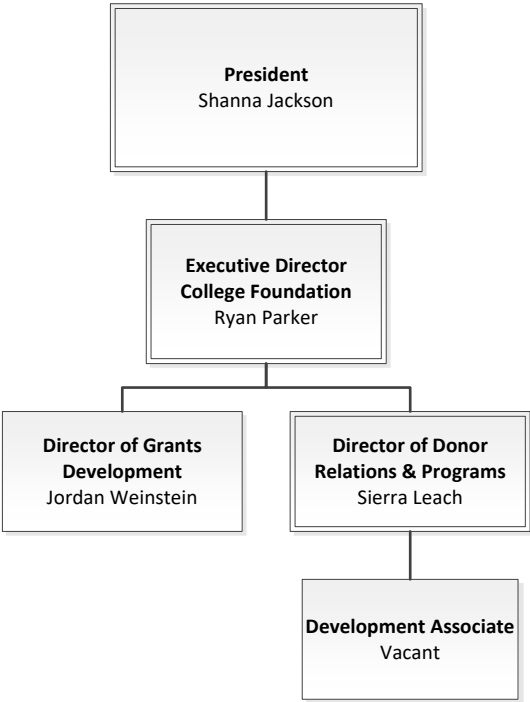 President
Shanna Jackson
Executive Director
College Foundation
Ryan Parker
Director of Grants
Development
Jordan Weinstein
Director of Donor
Relations & Programs
Sierra Leach
Development Associate
Vacant